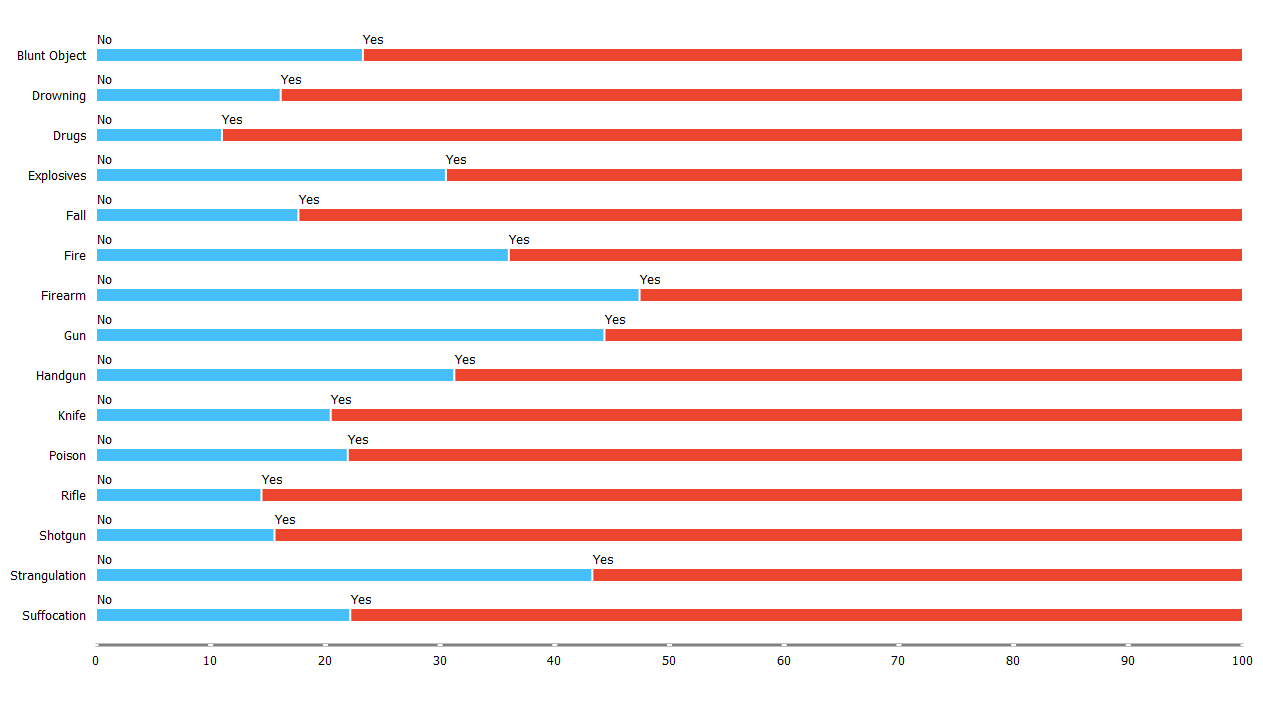 No Yes
Blunt Object
No Yes
Drowning
No Yes
Drugs
No Yes
Explosives
No Yes
Fall
No Yes
Fire
No Yes
Firearm
No Yes
Gun
No Yes
Handgun
No Yes
Knife
No Yes
Poison
No Yes
Rifle
No Yes
Shotgun
No Yes
Strangulation
No Yes
Suffocation
0 10 20 30 40 50 60 70 80 90 100